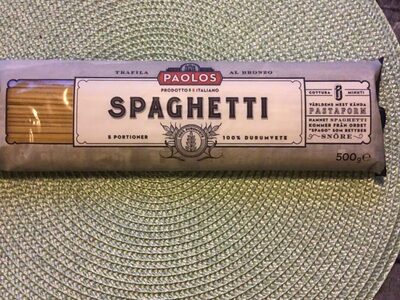 TRAFILA AL BRONZO
PAOLOS
PRODOTTO ITALIANO
SPAGHETTI
5 PORTIONER 100% DURUMVETE
COTTURA 6 MINUTI
VÄRLDENS MEST KÄNDA
PASTAFORM
NAMNET SPAGHETTI
KOMMER FRÅN ORDET
"SPAGO" SOM BETYDER
SNÖRE
500g℮